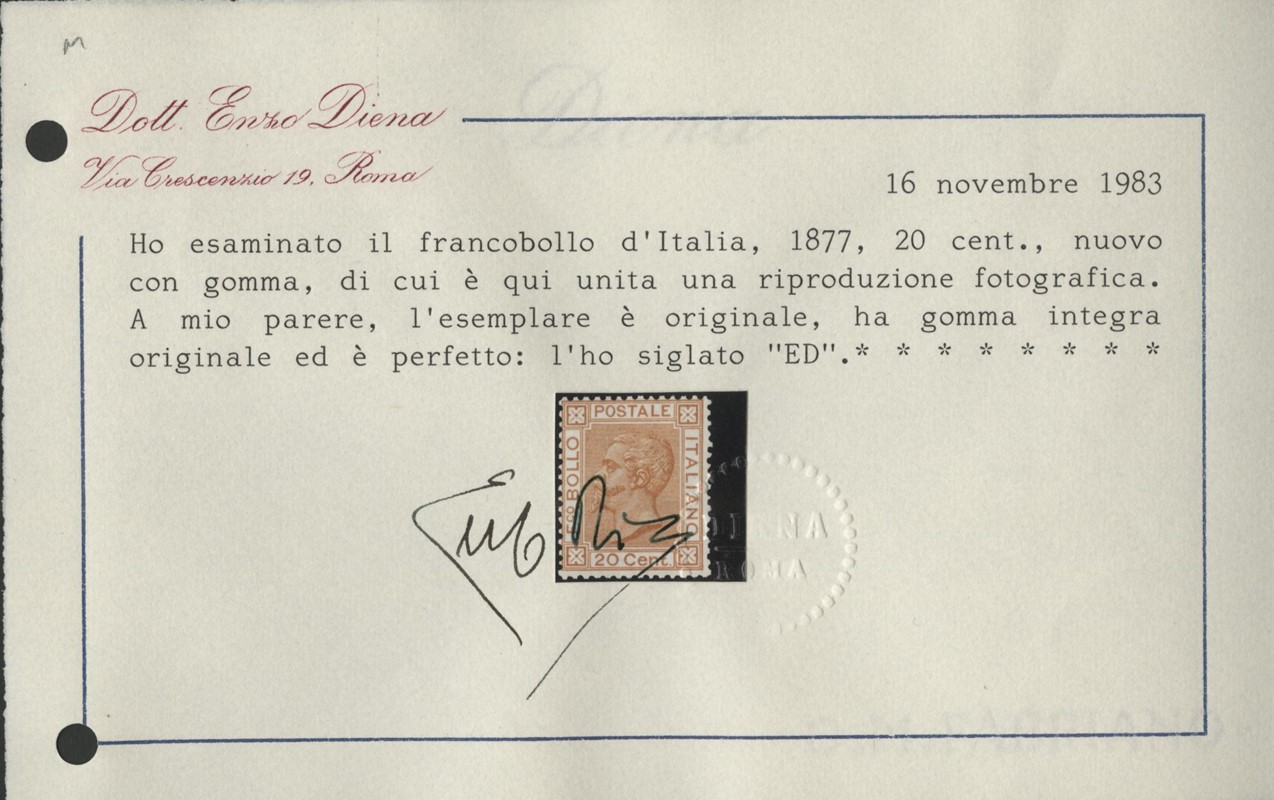 Dott. Enzo Diena
Via Crescenzio 19, Roma
16 novembre 1983
Ho esaminato il francobollo d'Italia, 1877, 20 cent., nuovo
con gomma, di cui è qui unita una riproduzione fotografica.
A mio parere, l'esemplare è originale, ha gomma integra
originale ed è perfetto: l'ho siglato "ED".* * * * * * * *
POSTALE
FCO BOLLO
ITALIANO
20 Cent.
DIENA
ROMA